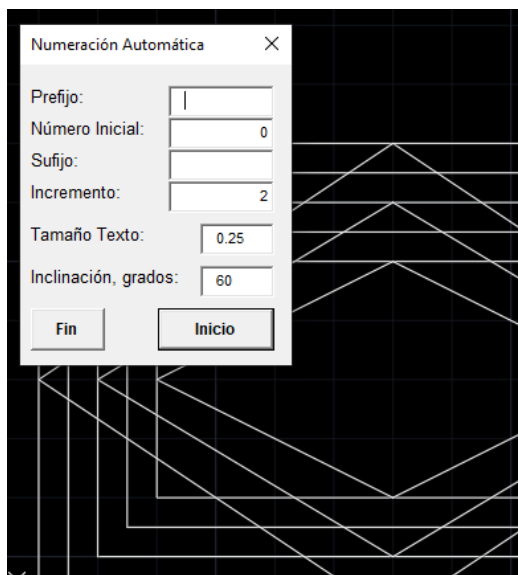 Numeración Automática
Prefijo:
Número Inicial: 0
Sufijo:
Incremento: 2
Tamaño Texto: 0.25
Inclinación, grados: 60
Fin Inicio